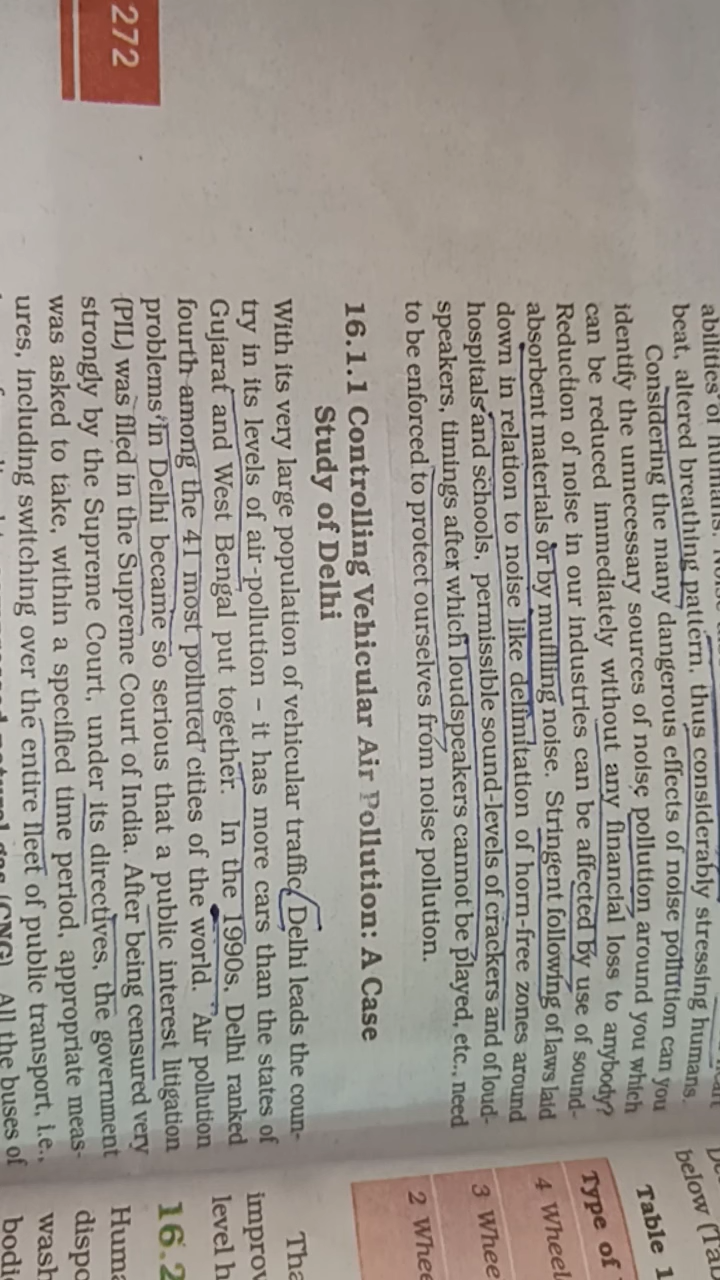 abilities of humans.
beat, altered breathing pattern, thus considerably stressing humans.
Considering the many dangerous effects of noise pollution can you
identify the unnecessary sources of noise pollution around you which
can be reduced immediately without any financial loss to anybody?
Reduction of noise in our industries can be affected by use of sound-
absorbent materials or by muffling noise. Stringent following of laws laid
down in relation to noise like delimitation of horn-free zones around
hospitals and schools, permissible sound-levels of crackers and of loud-
speakers, timings after which loudspeakers cannot be played, etc., need
to be enforced to protect ourselves from noise pollution.
16.1.1 Controlling Vehicular Air Pollution: A Case
Study of Delhi
With its very large population of vehicular traffic, Delhi leads the coun-
try in its levels of air-pollution – it has more cars than the states of
Gujarat and West Bengal put together. In the 1990s, Delhi ranked
fourth among the 41 most polluted cities of the world. Air pollution
problems in Delhi became so serious that a public interest litigation
(PIL) was filed in the Supreme Court of India. After being censured very
strongly by the Supreme Court, under its directives, the government
was asked to take, within a specified time period, appropriate meas-
ures, including switching over the entire fleet of public transport, i.e.,
natural gas (CNG). All the buses of
272
below
Table 1
Type of
4 Wheel
3 Whee
2 Whee
Tha
improv
level h
16.2
Huma
dispo
wash
bodi